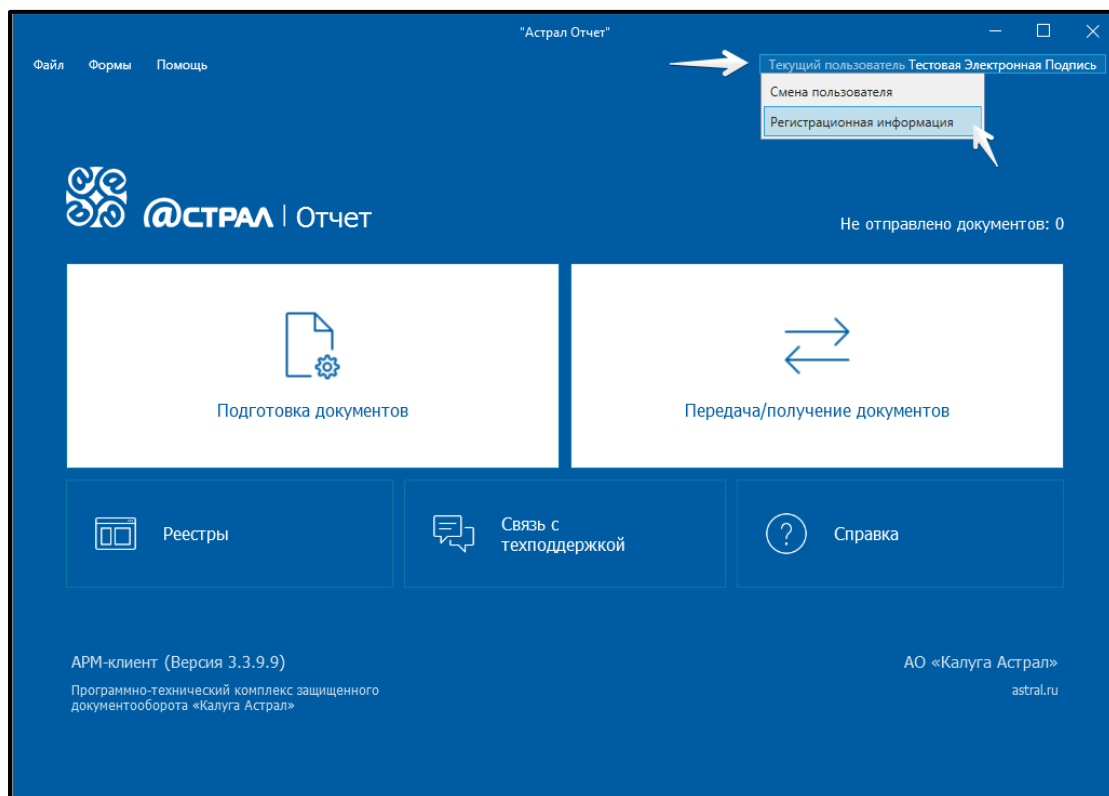 "Астрал Отчет"
Файл Формы Помощь
Текущий пользователь Тестовая Электронная Подпись
Смена пользователя
Регистрационная информация
@СТРАЛ | Отчет
Не отправлено документов: 0
Подготовка документов
Передача/получение документов
Реестры
Связь с
техподдержкой
?
Справка
АРМ-клиент (Версия 3.3.9.9)
АО «Калуга Астрал»
Программно-технический комплекс защищенного
документооборота «Калуга Астрал»
astral.ru